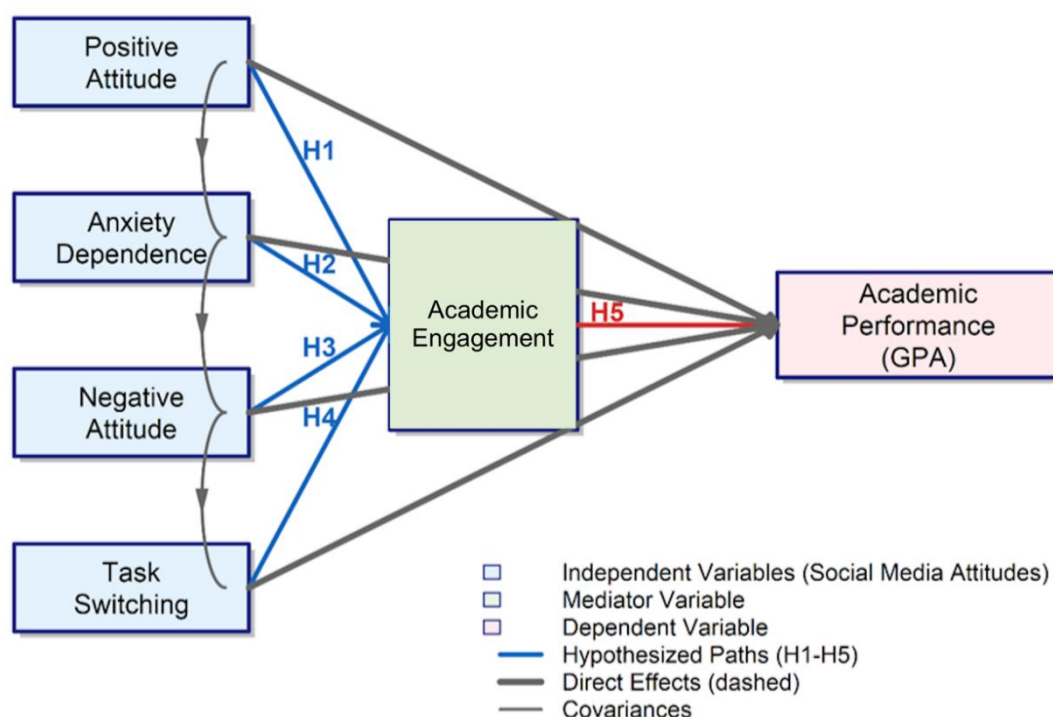 Positive
Attitude
H1
Anxiety
Dependence
H2
Academic
Engagement
H5
Academic
Performance
(GPA)
H3
Negative
Attitude
H4
Task
Switching
Independent Variables (Social Media Attitudes)
Mediator Variable
Dependent Variable
Hypothesized Paths (H1-H5)
Direct Effects (dashed)
Covariances